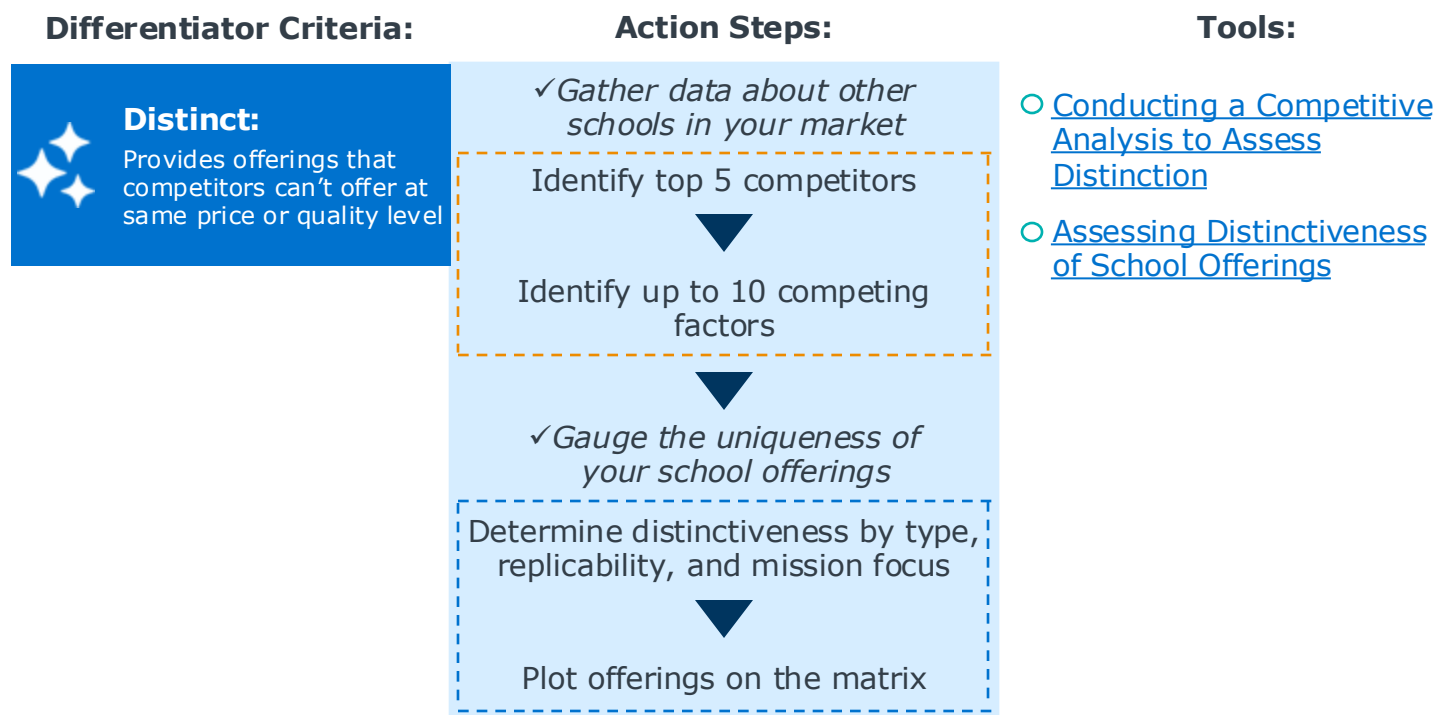 Differentiator Criteria:
Action Steps:
Tools:
Distinct:
Provides offerings that
competitors can’t offer at
same price or quality level
✓Gather data about other
schools in your market
Identify top 5 competitors
Identify up to 10 competing
factors
✓Gauge the uniqueness of
your school offerings
Determine distinctiveness by type,
replicability, and mission focus
Plot offerings on the matrix
Conducting a Competitive
Analysis to Assess
Distinction
Assessing Distinctiveness
of School Offerings